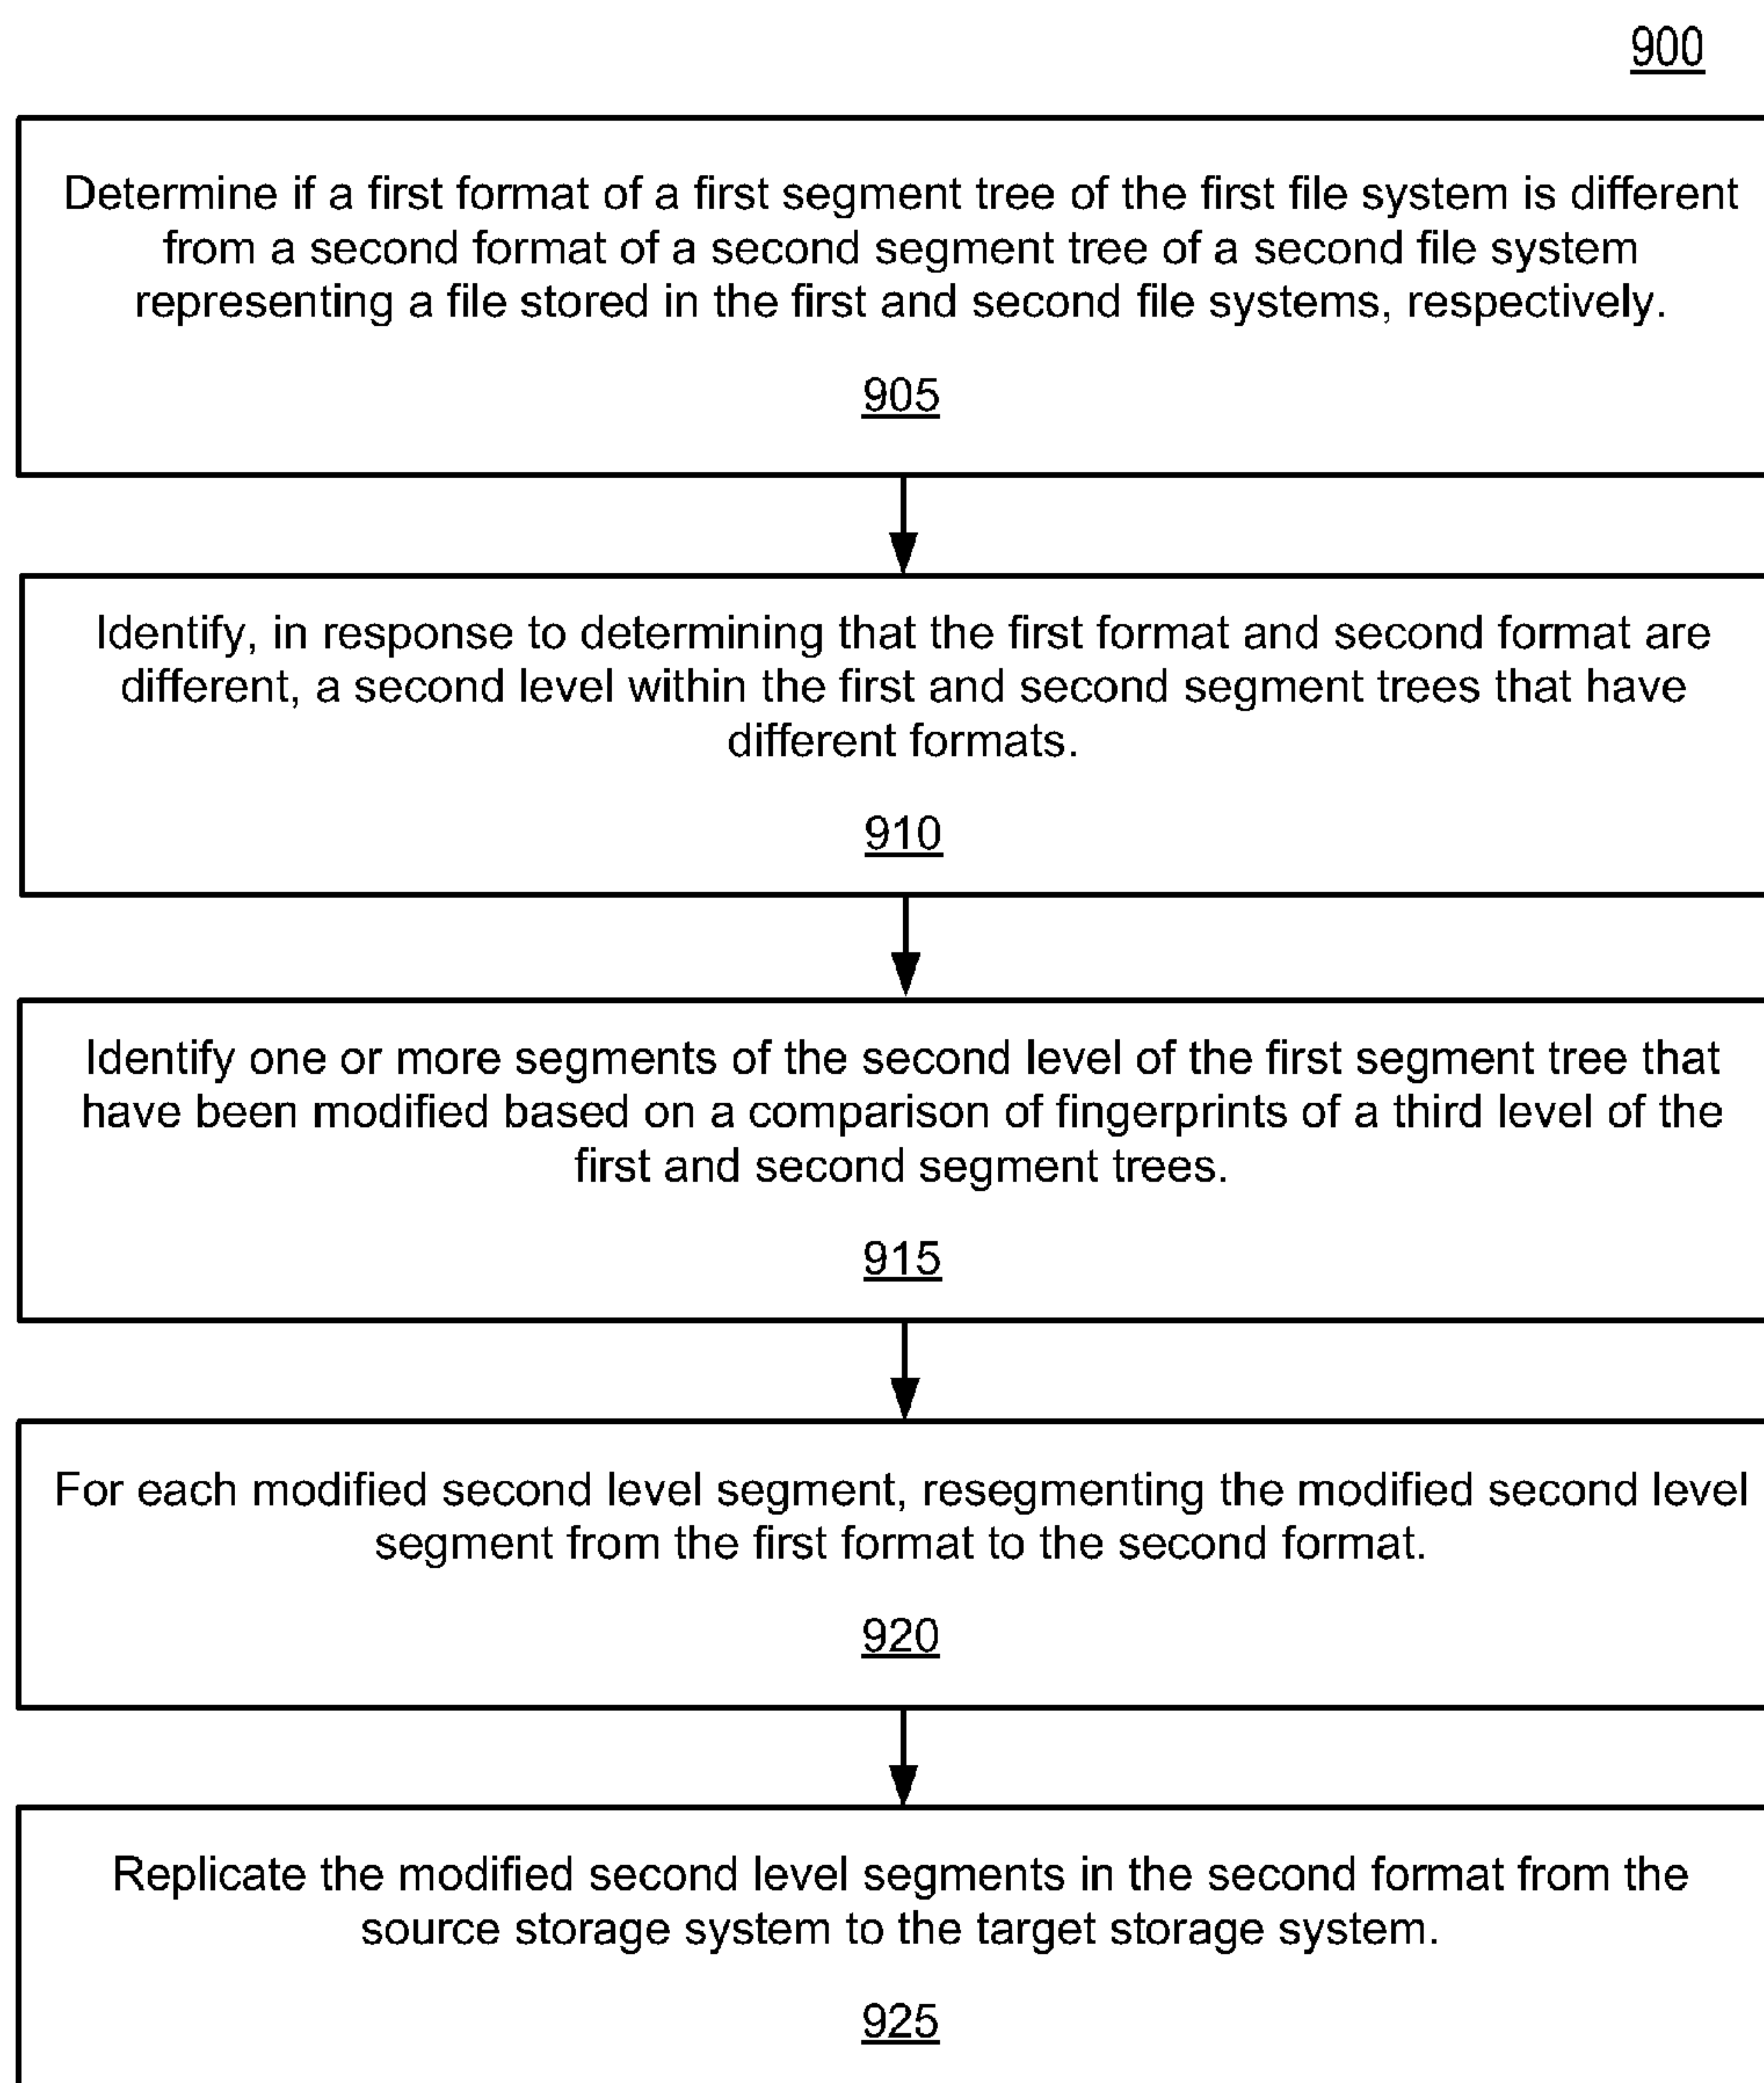 900
Determine if a first format of a first segment tree of the first file system is different
from a second format of a second segment tree of a second file system
representing a file stored in the first and second file systems, respectively.
905
Identify, in response to determining that the first format and second format are
different, a second level within the first and second segment trees that have
different formats.
910
Identify one or more segments of the second level of the first segment tree that
have been modified based on a comparison of fingerprints of a third level of the
first and second segment trees.
915
For each modified second level segment, resegmenting the modified second level
segment from the first format to the second format.
920
Replicate the modified second level segments in the second format from the
source storage system to the target storage system.
925